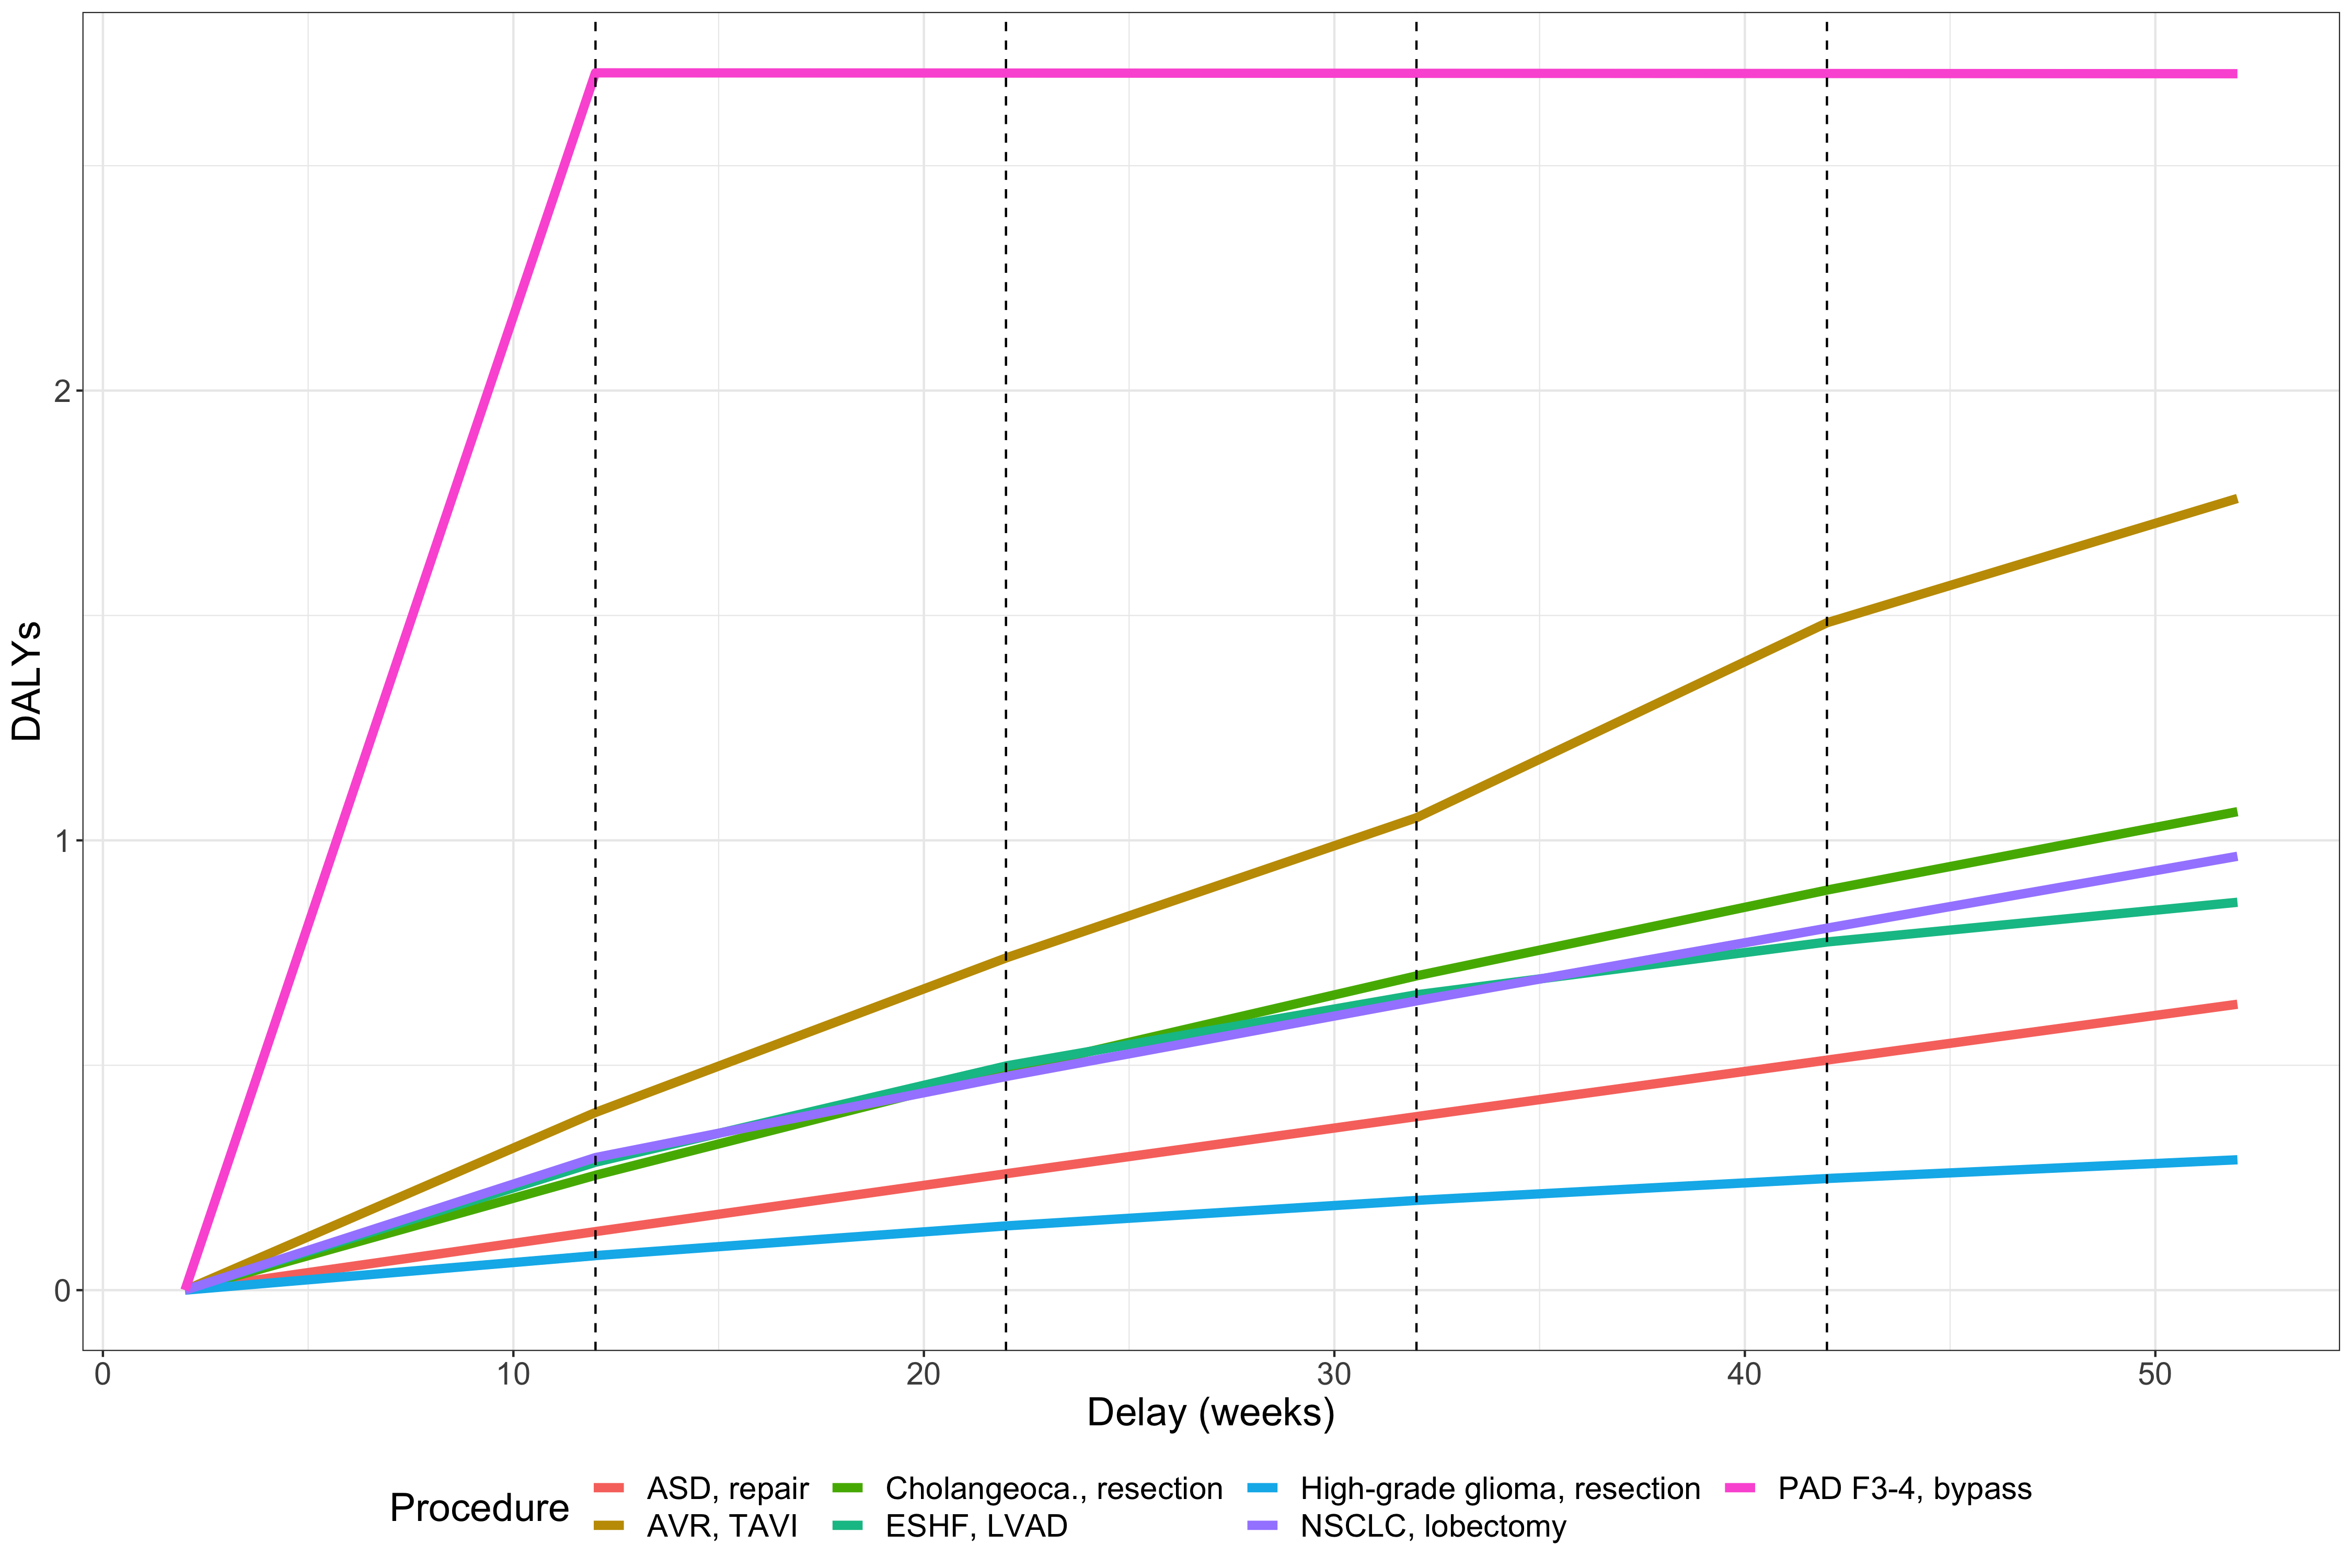 2
1
0
DALYs
0 10 20 30 40 50
Delay (weeks)
Procedure
ASD, repair Cholangeoca., resection High-grade glioma, resection PAD F3-4, bypass
AVR, TAVI ESHF, LVAD NSCLC, lobectomy